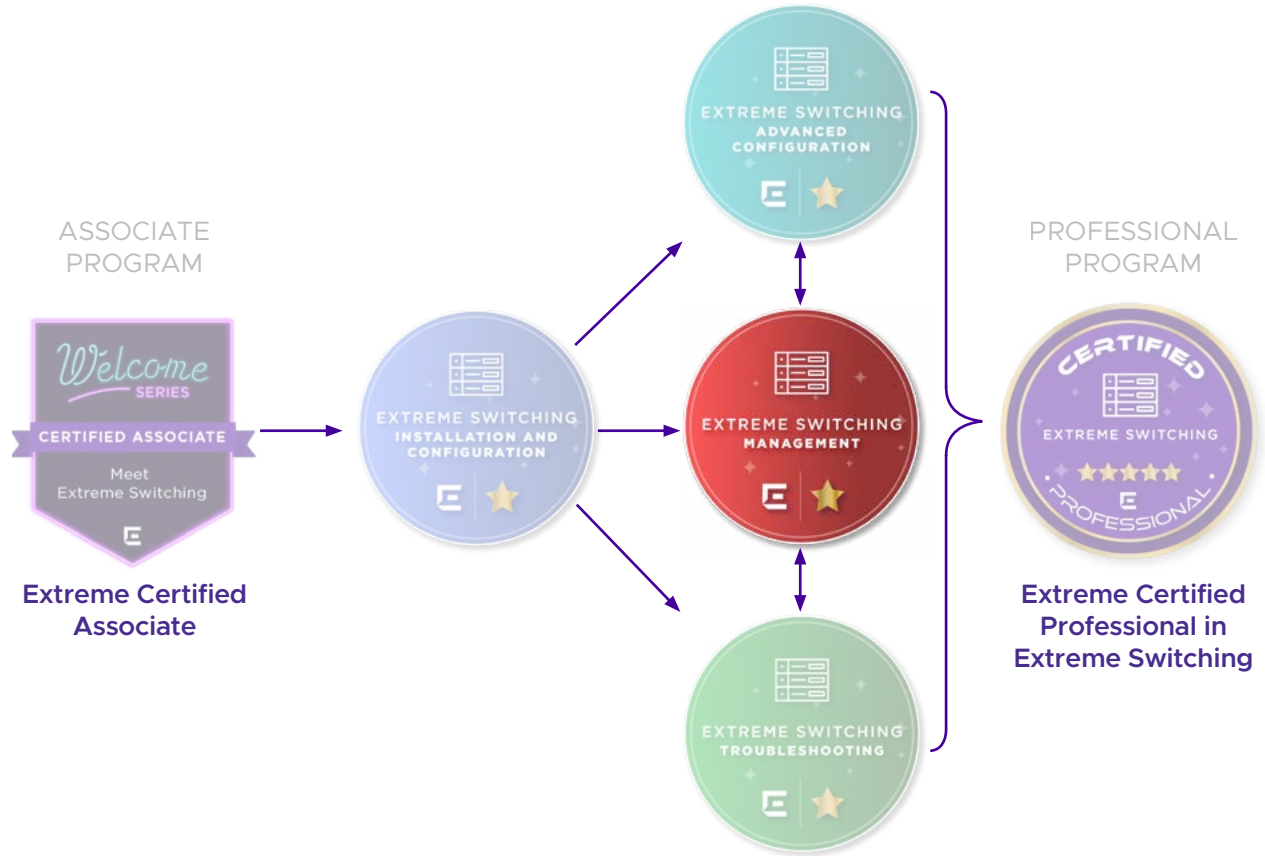 ASSOCIATE
PROGRAM
Welcome
SERIES
CERTIFIED ASSOCIATE
Meet
Extreme Switching
Extreme Certified
Associate
EXTREME SWITCHING
INSTALLATION AND
CONFIGURATION
EXTREME SWITCHING
ADVANCED
CONFIGURATION
EXTREME SWITCHING
MANAGEMENT
EXTREME SWITCHING
TROUBLESHOOTING
PROFESSIONAL
PROGRAM
CERTIFIED
EXTREME SWITCHING
PROFESSIONAL
Extreme Certified
Professional in
Extreme Switching